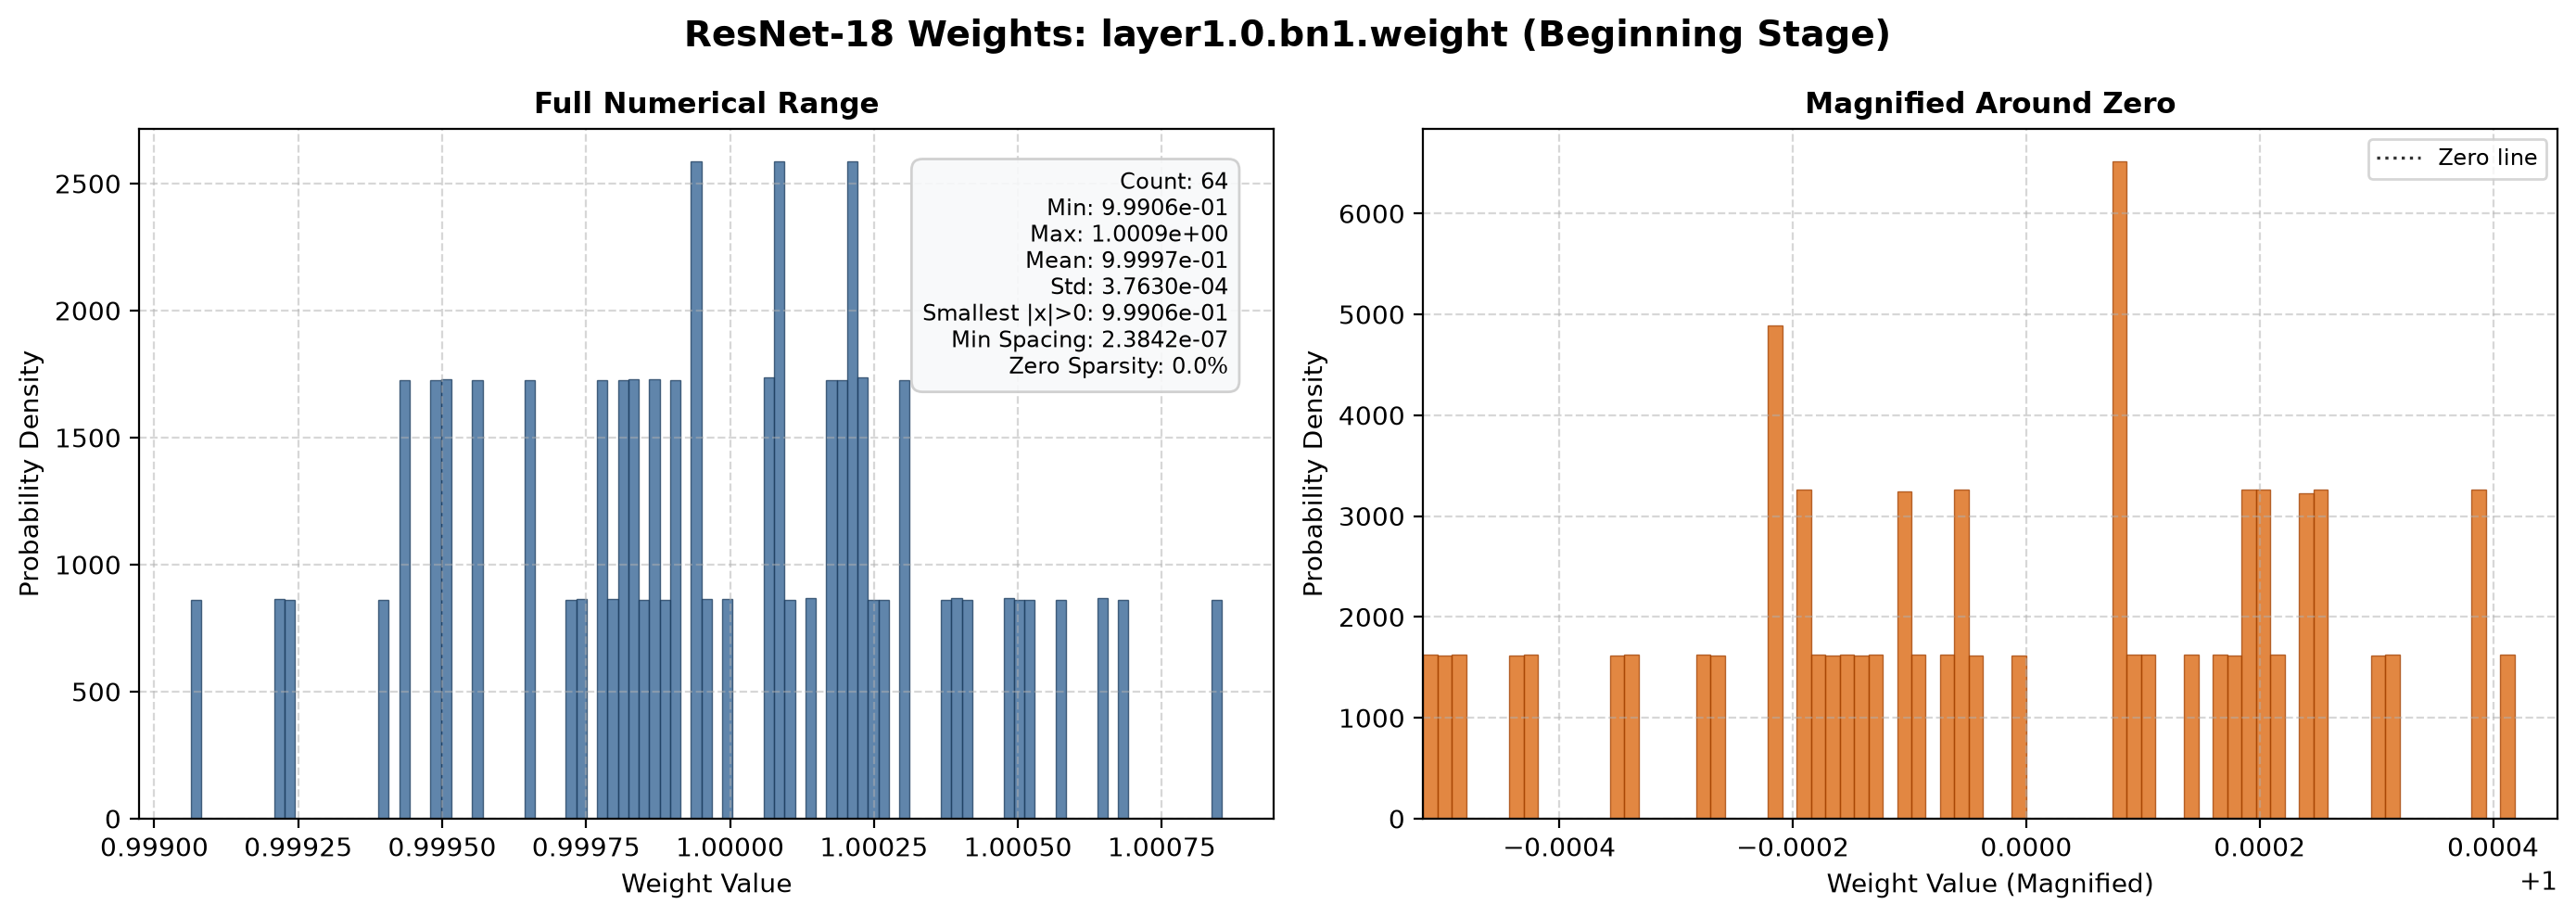 ResNet-18 Weights: layer1.0.bn1.weight (Beginning Stage)
Full Numerical Range
Probability Density
2500
2000
1500
1000
500
0
Count: 64
Min: 9.9906e-01
Max: 1.0009e+00
Mean: 9.9997e-01
Std: 3.7630e-04
Smallest |x|>0: 9.9906e-01
Min Spacing: 2.3842e-07
Zero Sparsity: 0.0%
0.99900 0.99925 0.99950 0.99975 1.00000 1.00025 1.00050 1.00075
Weight Value
Magnified Around Zero
Probability Density
Zero line
6000
5000
4000
3000
2000
1000
0
−0.0004 −0.0002 0.0000 0.0002 0.0004
+1
Weight Value (Magnified)